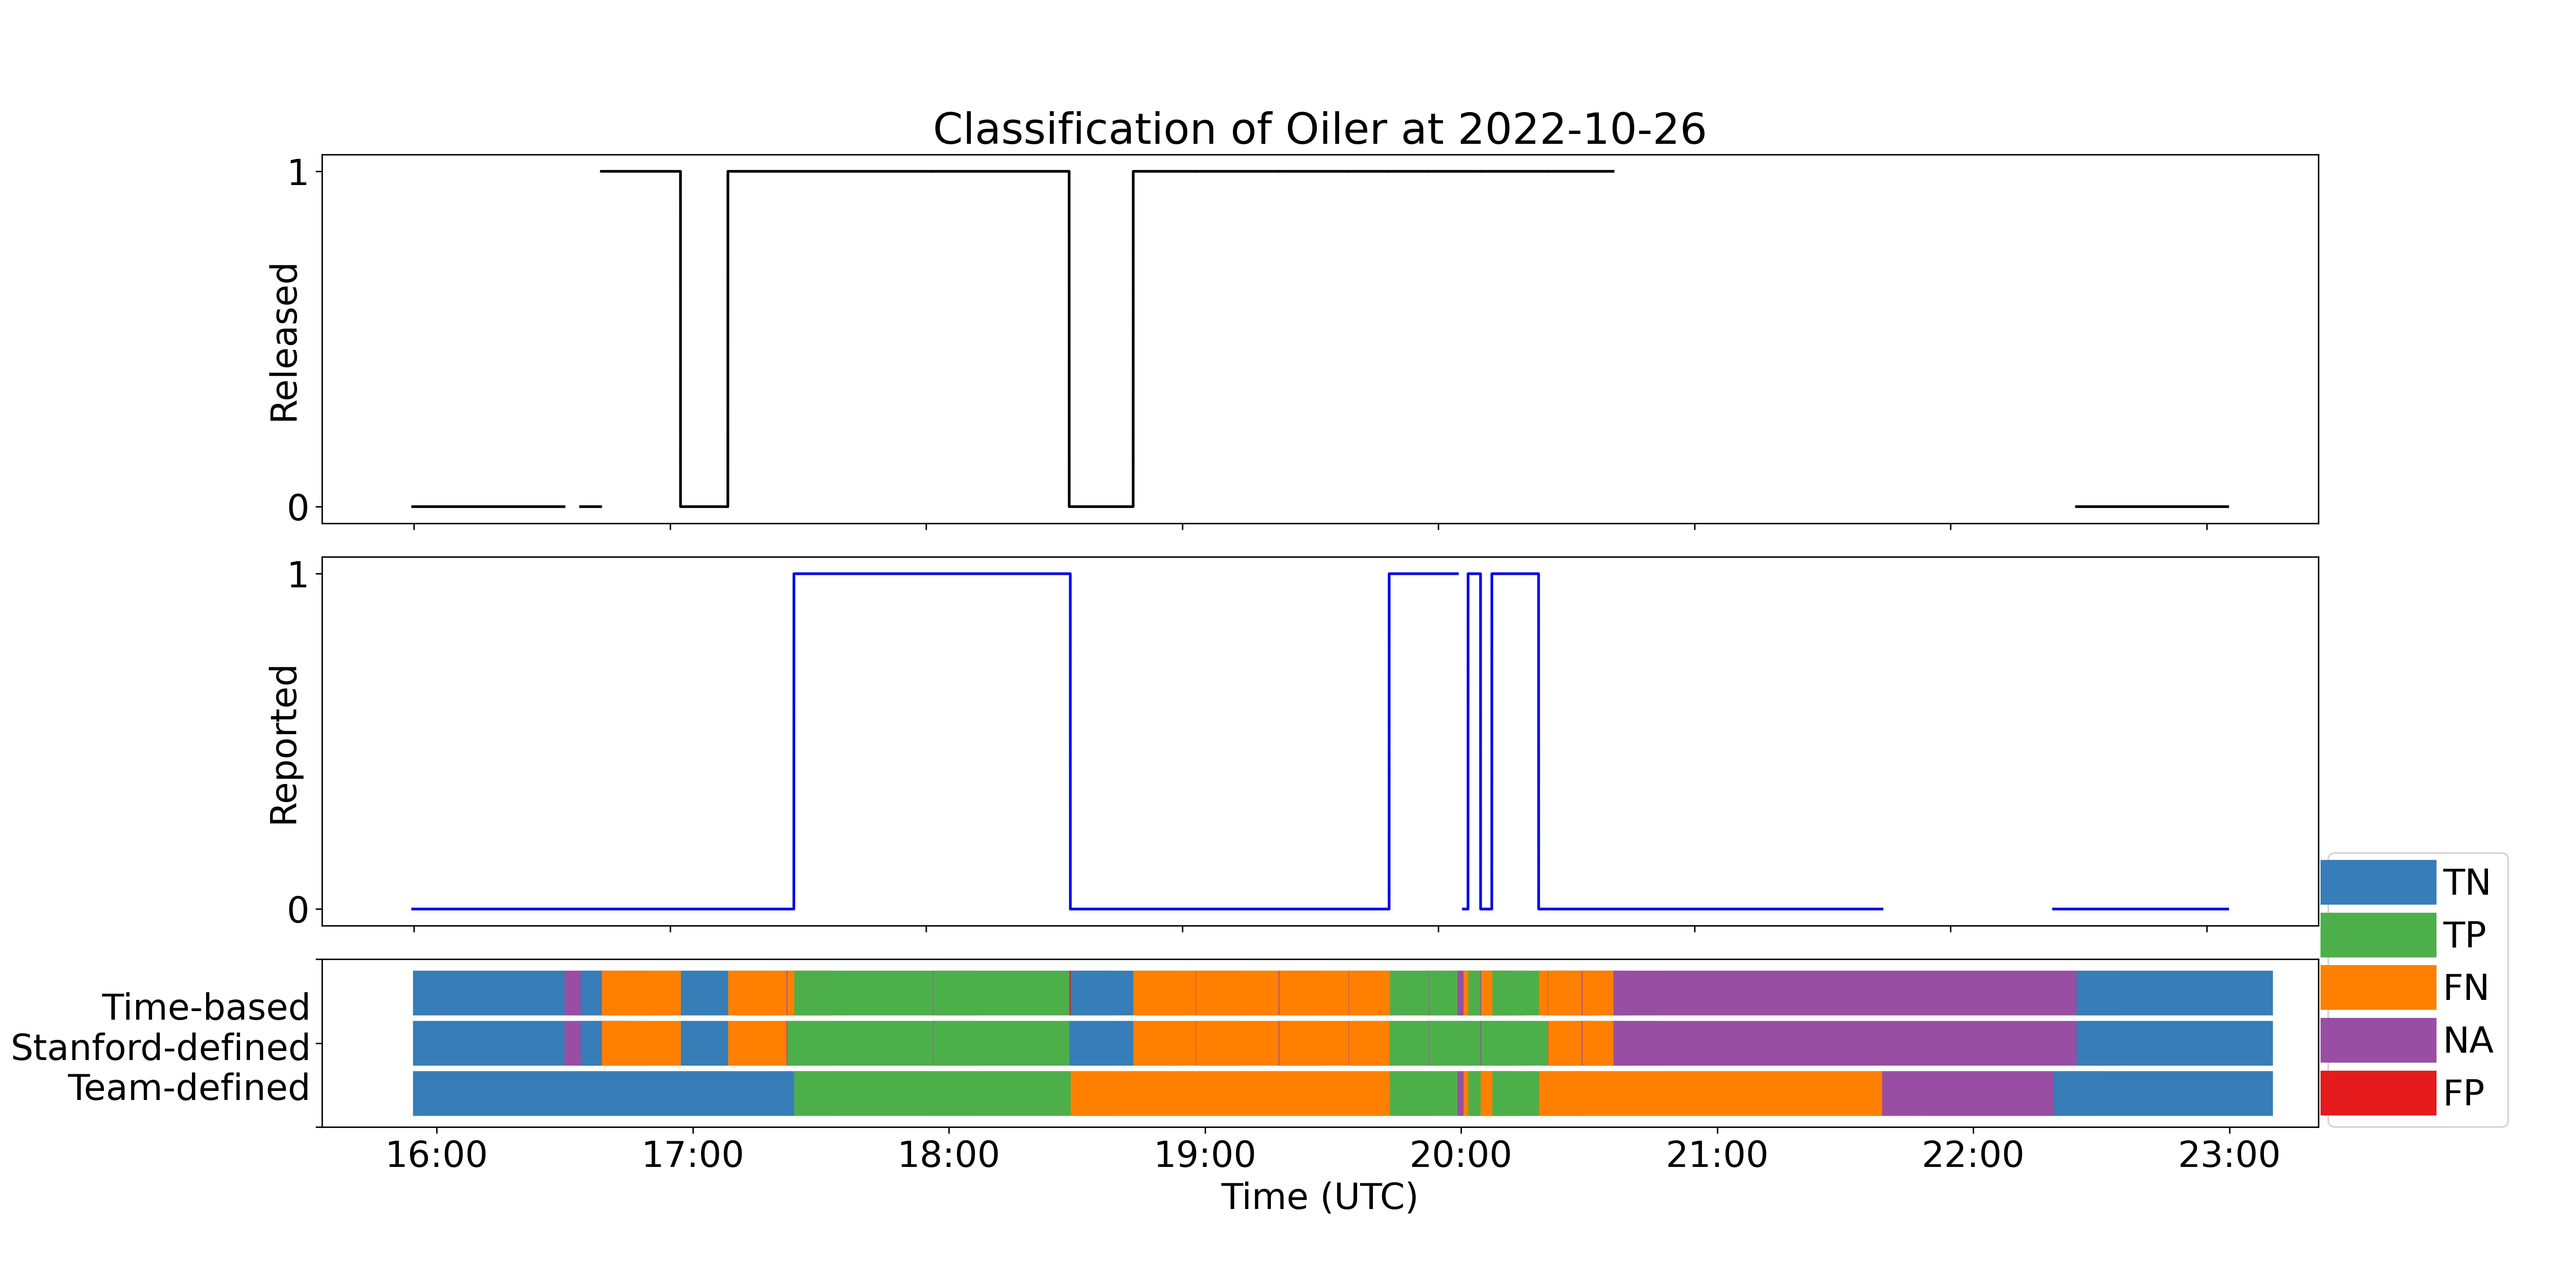 Classification of Oiler at 2022-10-26
1
Released
0
1
Reported
0
TN
TP
FN
NA
FP
Time-based
Stanford-defined
Team-defined
16:00 17:00 18:00 19:00 20:00 21:00 22:00 23:00
Time (UTC)